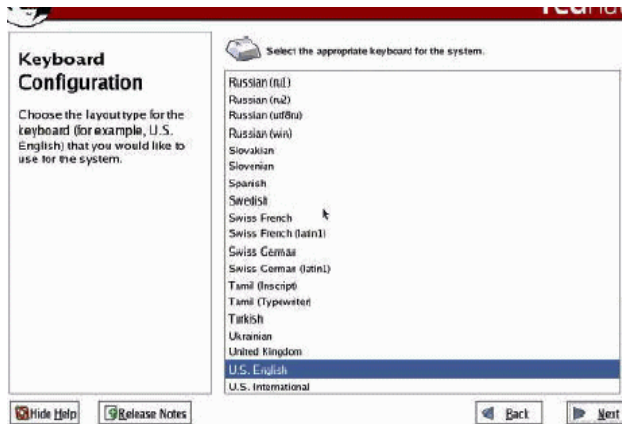 redhat
Keyboard
Configuration
Choose the layout type for the
keyboard (for example, U.S.
English) that you would like to
use for the system.
Select the appropriate keyboard for the system.
Russian (ru1)
Russian (ru2)
Russian (utf8ru)
Russian (win)
Slovakian
Slovenian
Spanish
Swedish
Swiss French
Swiss French (latin1)
Swiss German
Swiss German (latin1)
Tamil (Inscript)
Tamil (Typewriter)
Turkish
Ukrainian
United Kingdom
U.S. English
U.S. International
Hide Help
Release Notes
Back
Next